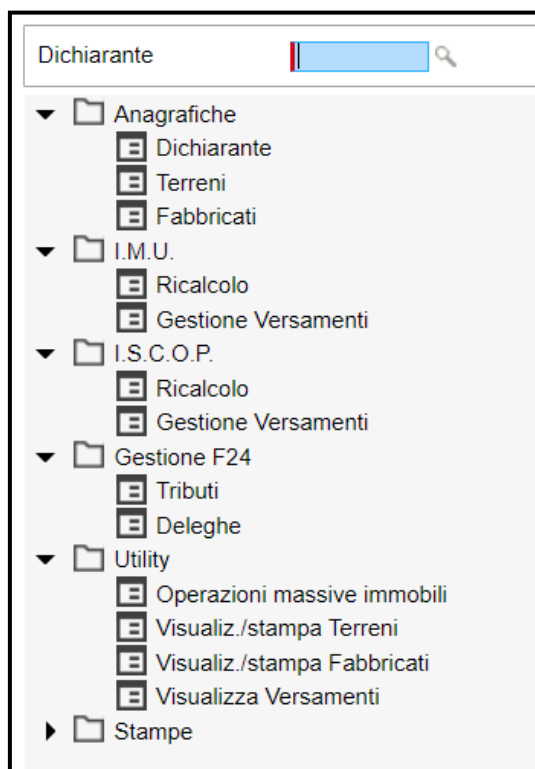 Dichiarante
Anagrafiche
Dichiarante
Terreni
Fabbricati
I.M.U.
Ricalcolo
Gestione Versamenti
I.S.C.O.P.
Ricalcolo
Gestione Versamenti
Gestione F24
Tributi
Deleghe
Utility
Operazioni massive immobili
Visualiz./stampa Terreni
Visualiz./stampa Fabbricati
Visualizza Versamenti
Stampe